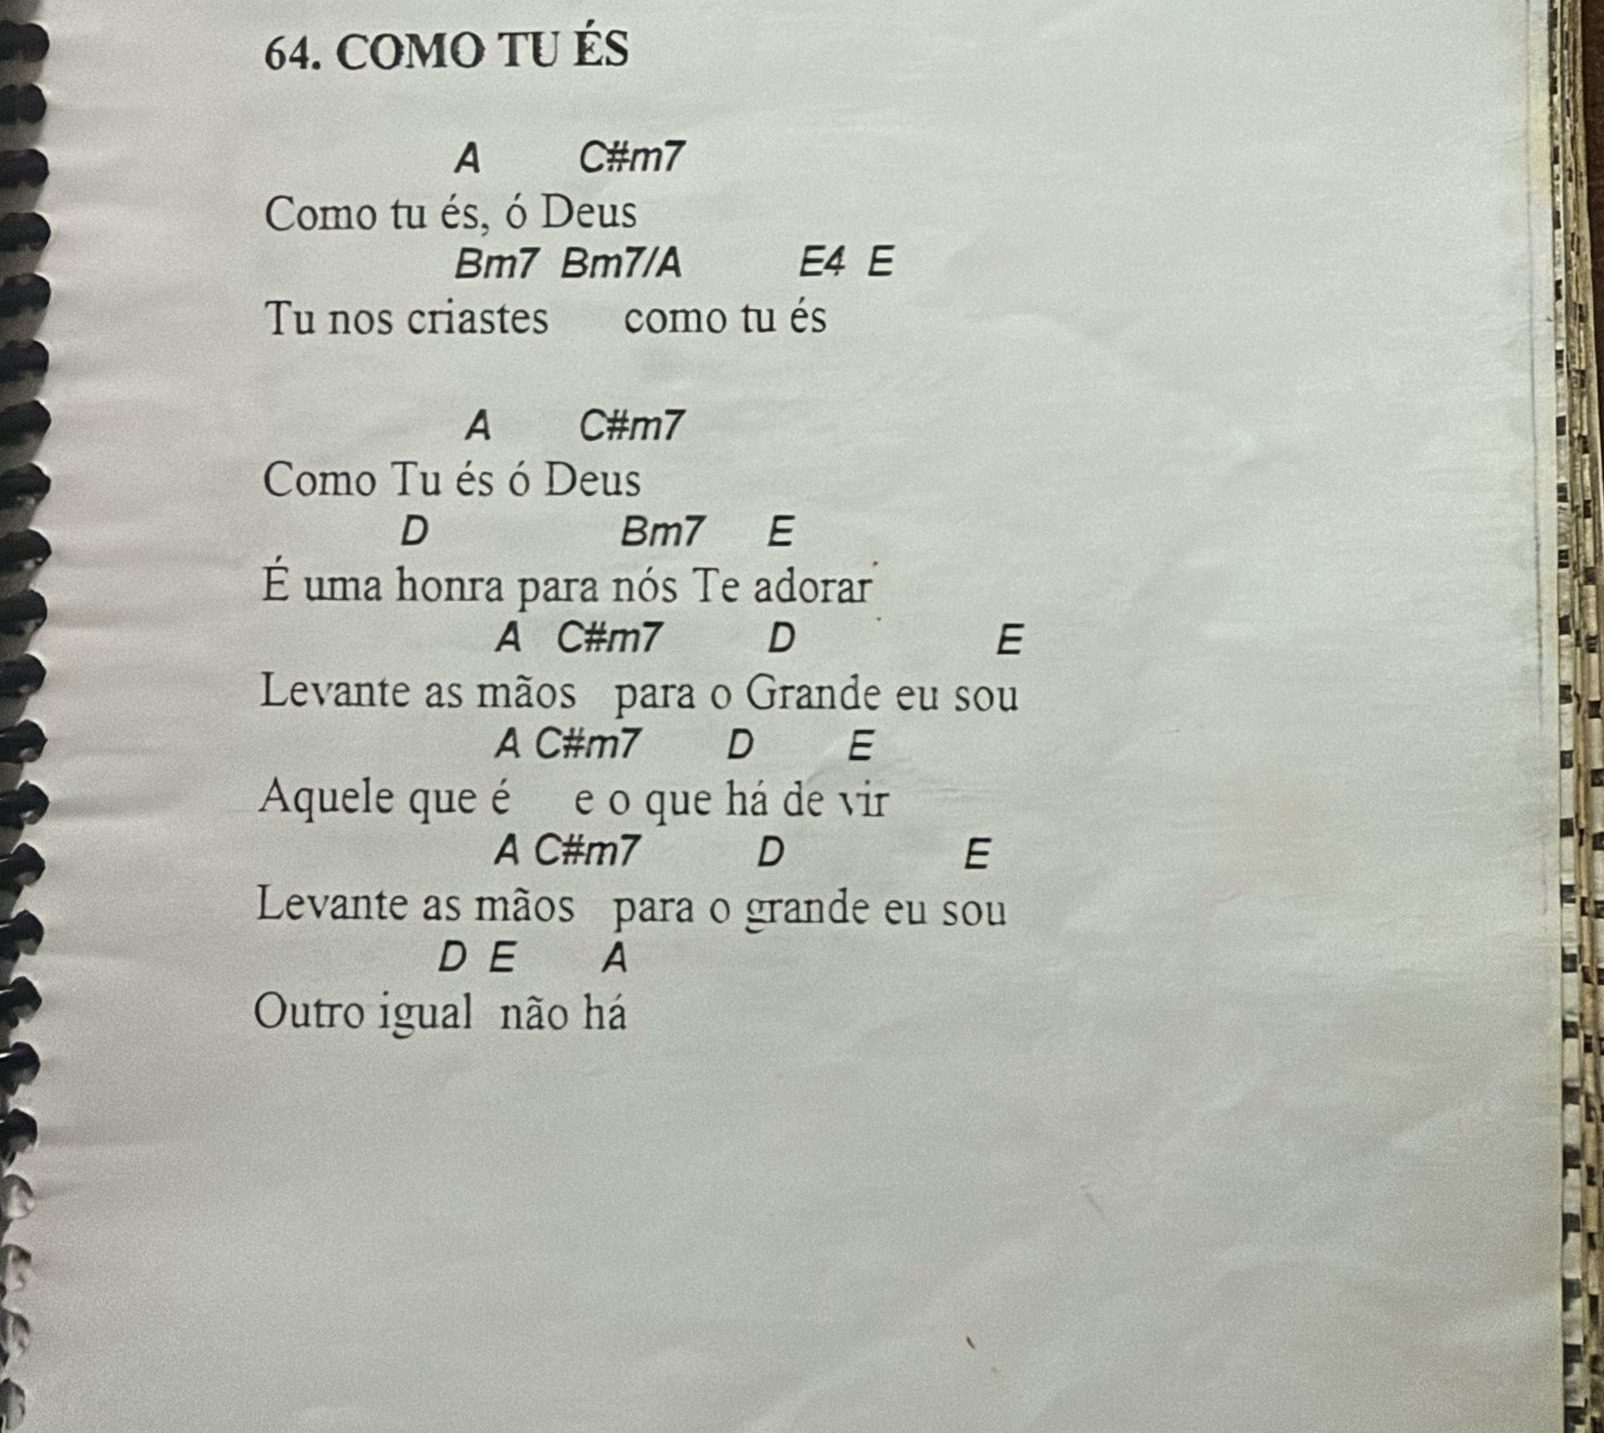 64. COMO TU ÉS
A C#m7
Como tu és, ó Deus
Bm7 Bm7/A E4 E
Tu nos criastes como tu és
A C#m7
Como Tu és ó Deus
D Bm7 E
É uma honra para nós Te adorar
A C#m7 D E
Levante as mãos para o Grande eu sou
A C#m7 D E
Aquele que é e o que há de vir
A C#m7 D E
Levante as mãos para o grande eu sou
D E A
Outro igual não há